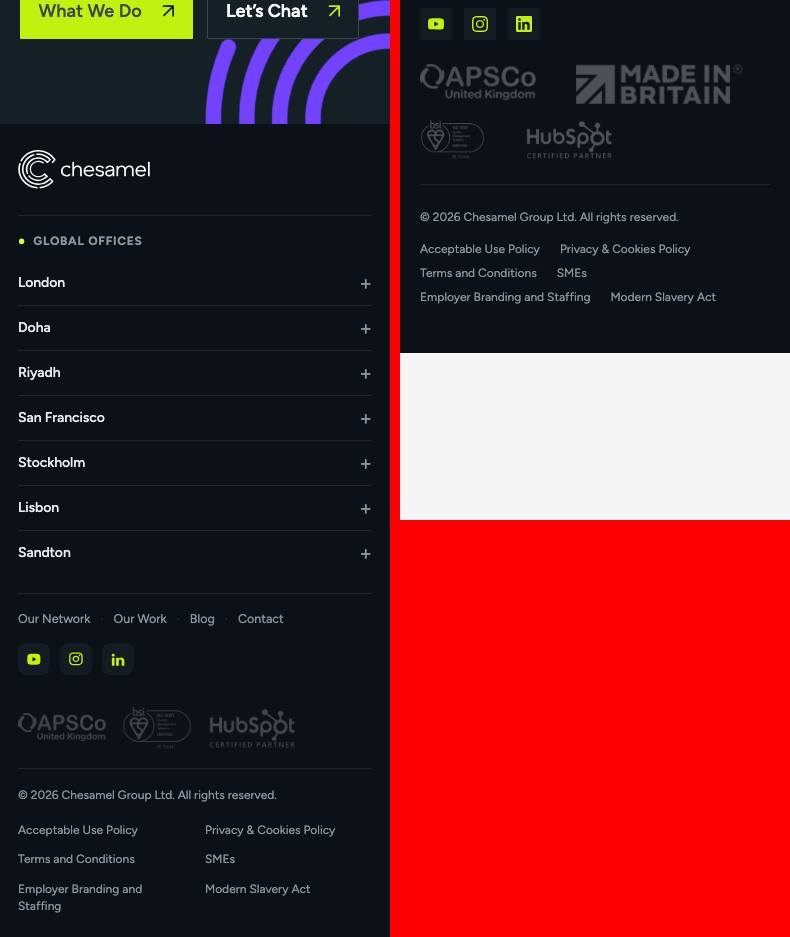 What We Do
Let's Chat
chesamel
GLOBAL OFFICES
London
Doha
Riyadh
San Francisco
Stockholm
Lisbon
Sandton
Our Network · Our Work · Blog · Contact
APSCo
United Kingdom
bsi
HubSpot
CERTIFIED PARTNER
© 2026 Chesamel Group Ltd. All rights reserved.
Acceptable Use Policy
Privacy & Cookies Policy
Terms and Conditions
SMEs
Employer Branding and
Staffing
Modern Slavery Act
APSCo
United Kingdom
MADE IN
BRITAIN®
bsi
HubSpot
CERTIFIED PARTNER
© 2026 Chesamel Group Ltd. All rights reserved.
Acceptable Use Policy Privacy & Cookies Policy
Terms and Conditions SMEs
Employer Branding and Staffing Modern Slavery Act